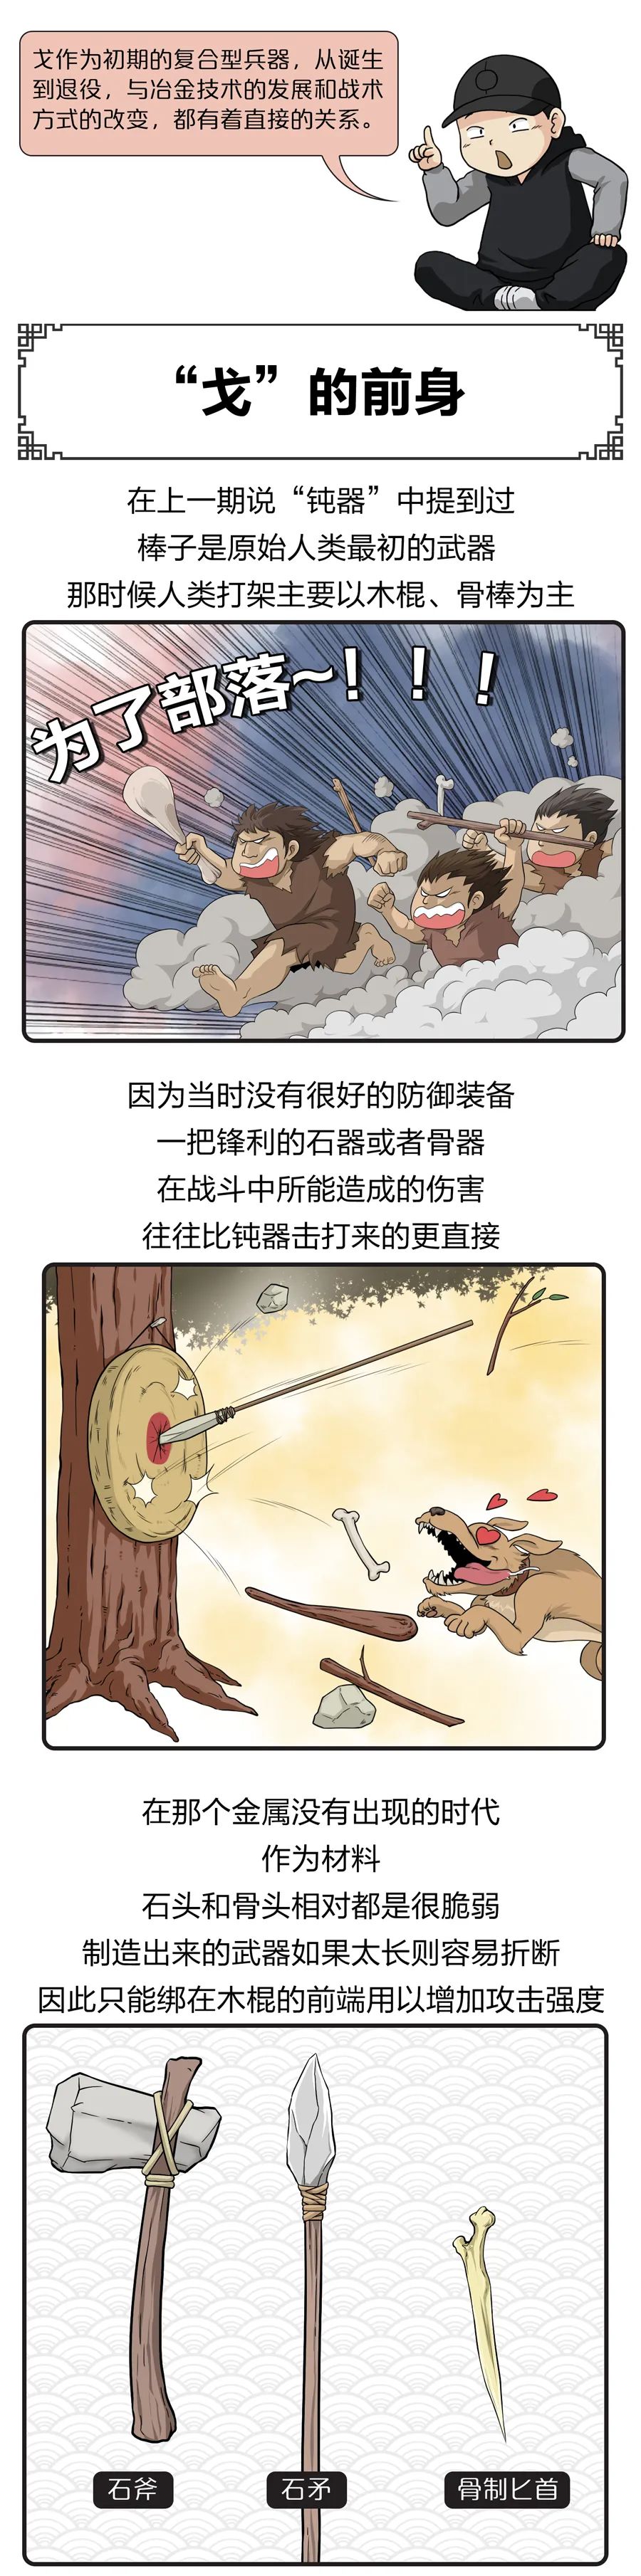 戈作为初期的复合型兵器，从诞生
到退役，与冶金技术的发展和战术
方式的改变，都有着直接的关系。
“戈”的前身
在上一期说“钝器”中提到过
棒子是原始人类最初的武器
那时候人类打架主要以木棍、骨棒为主
为了部落~！！！
因为当时没有很好的防御装备
一把锋利的石器或者骨器
在战斗中所能造成的伤害
往往比钝器击打来的更直接
在那个金属没有出现的时代
作为材料
石头和骨头相对都是很脆弱
制造出来的武器如果太长则容易折断
因此只能绑在木棍的前端用以增加攻击强度
石斧
石矛
骨制匕首